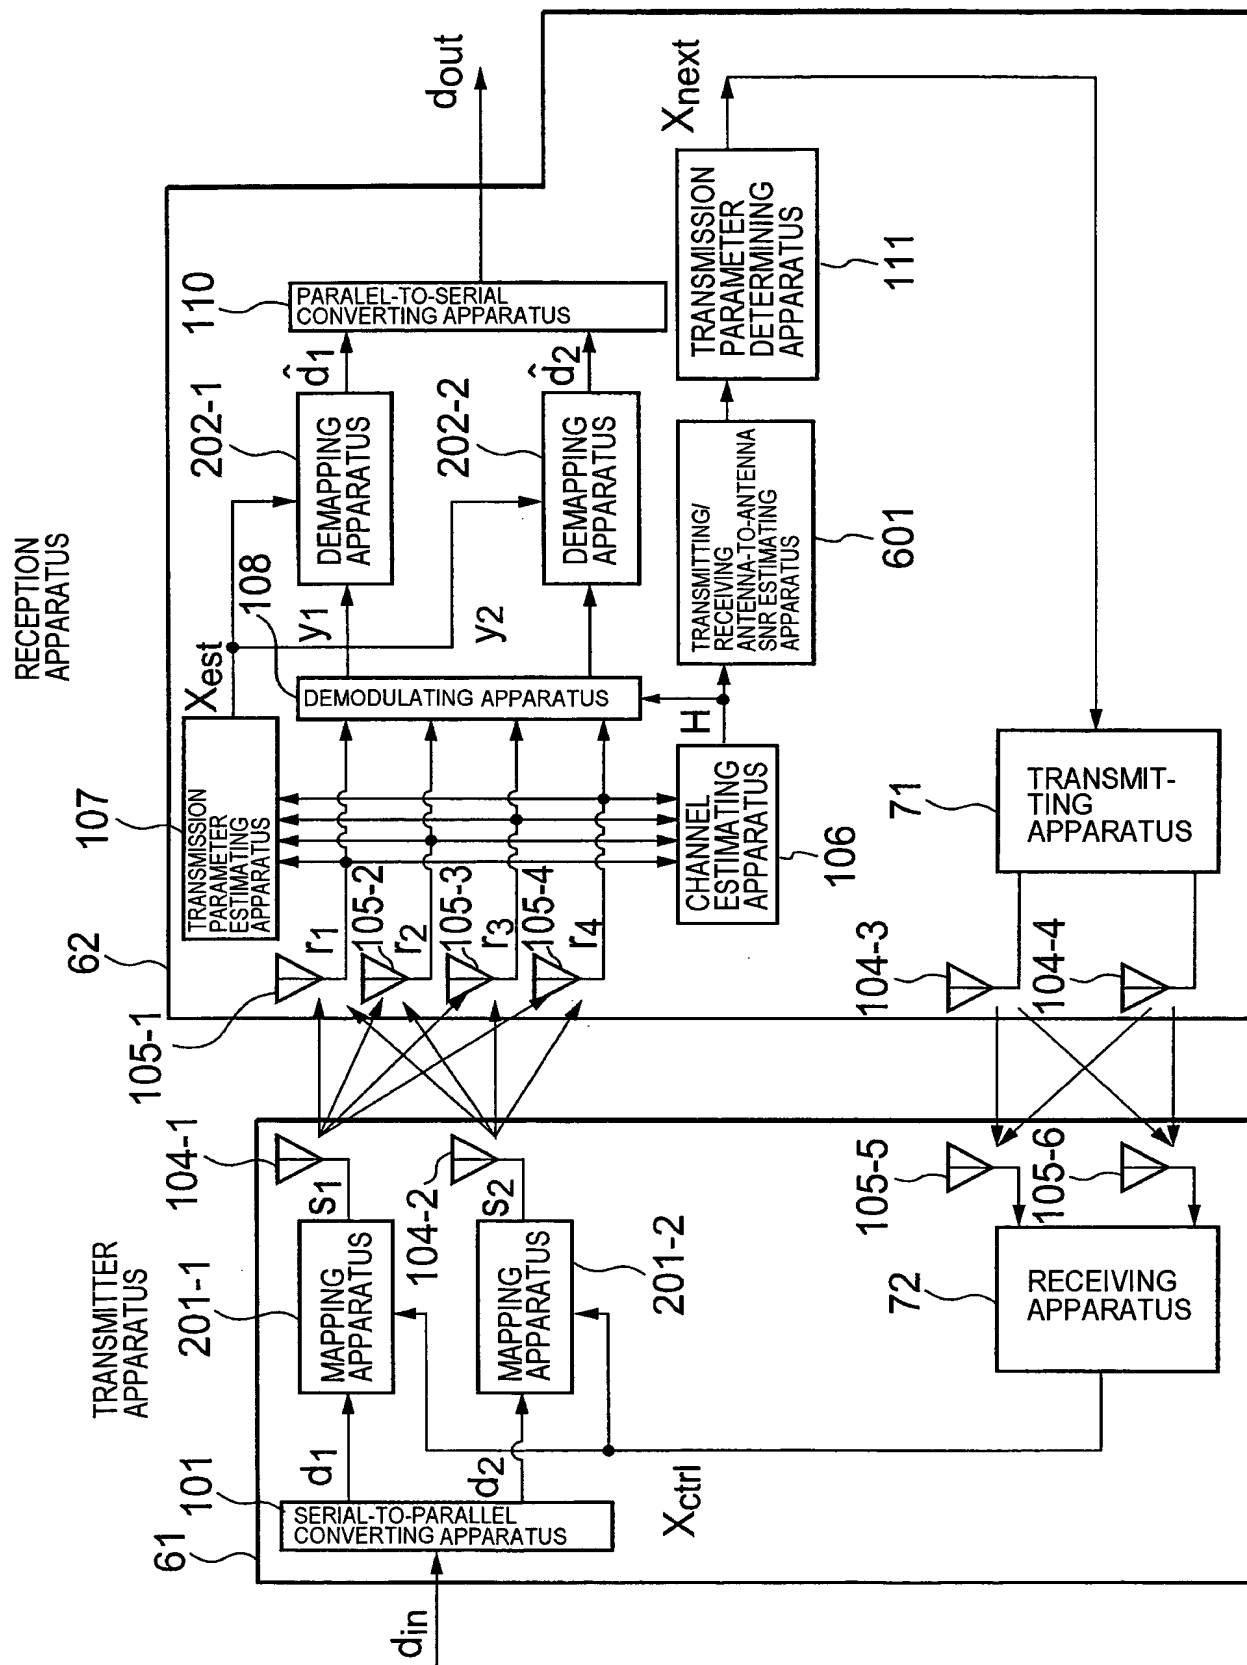 TRANSMITTER
APPARATUS
RECEPTION
APPARATUS
61
101
SERIAL-TO-PARALLEL
CONVERTING APPARATUS
din
d1
d2
201-1
MAPPING
APPARATUS
201-2
MAPPING
APPARATUS
s1
s2
104-1
104-2
Xctrl
72
RECEIVING
APPARATUS
105-5
105-6
62
105-1
105-2
105-3
105-4
r1
r2
r3
r4
107
TRANSMISSION
PARAMETER
ESTIMATING
APPARATUS
Xest
106
CHANNEL
ESTIMATING
APPARATUS
H
108
DEMODULATING APPARATUS
y1
y2
202-1
DEMAPPING
APPARATUS
202-2
DEMAPPING
APPARATUS
d̂1
d̂2
110
PARALEL-TO-SERIAL
CONVERTING APPARATUS
dout
601
TRANSMITTING/
RECEIVING
ANTENNA-TO-ANTENNA
SNR ESTIMATING
APPARATUS
111
TRANSMISSION
PARAMETER
DETERMINING
APPARATUS
Xnext
71
TRANSMIT-
TING
APPARATUS
104-3
104-4